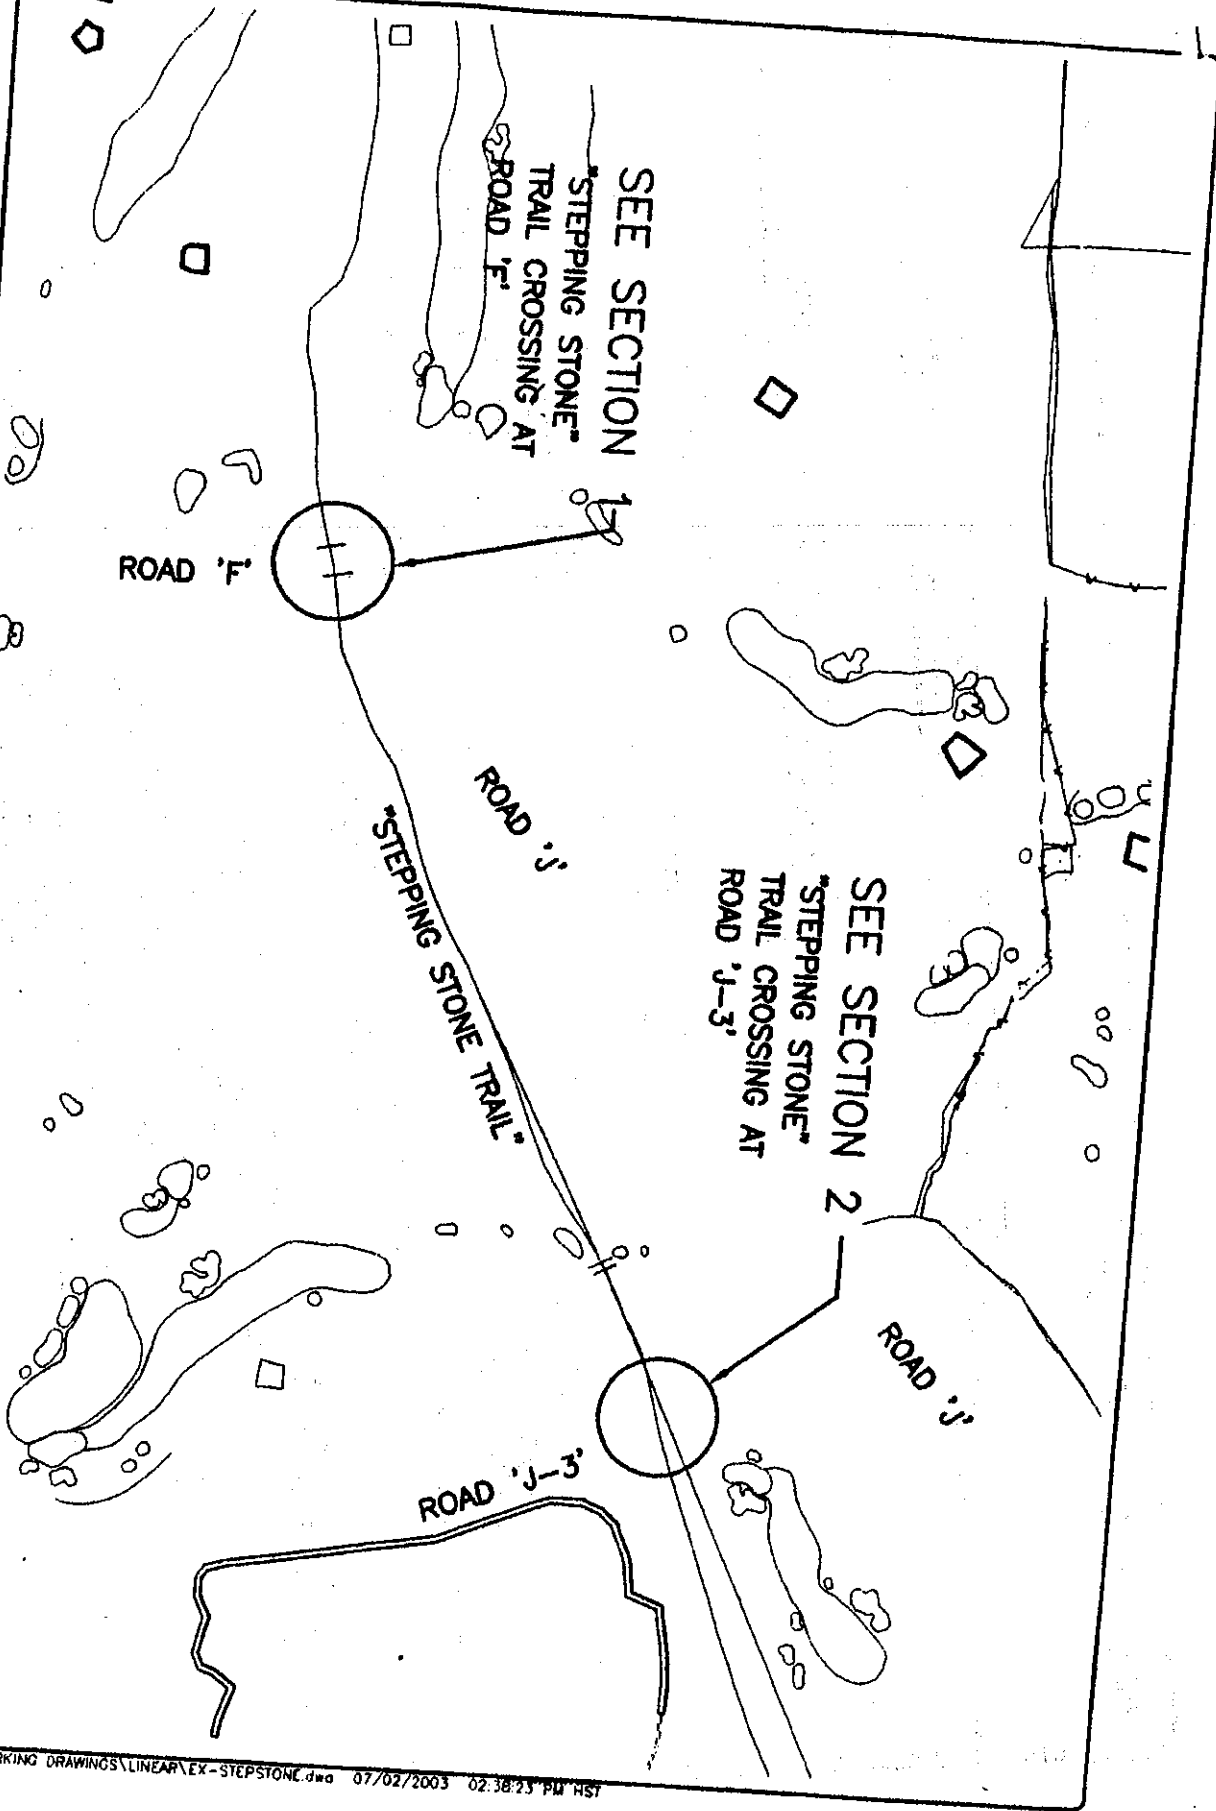 SEE SECTION 1
"STEPPING STONE"
TRAIL CROSSING AT
ROAD 'F'
ROAD 'F'
ROAD 'J'
"STEPPING STONE TRAIL"
SEE SECTION 2
"STEPPING STONE"
TRAIL CROSSING AT
ROAD 'J-3'
ROAD 'J'
ROAD 'J-3'
RKING DRAWINGS\LINEAR\EX-STEPSTONE.dwg 07/02/2003 02:38:23 PM HST